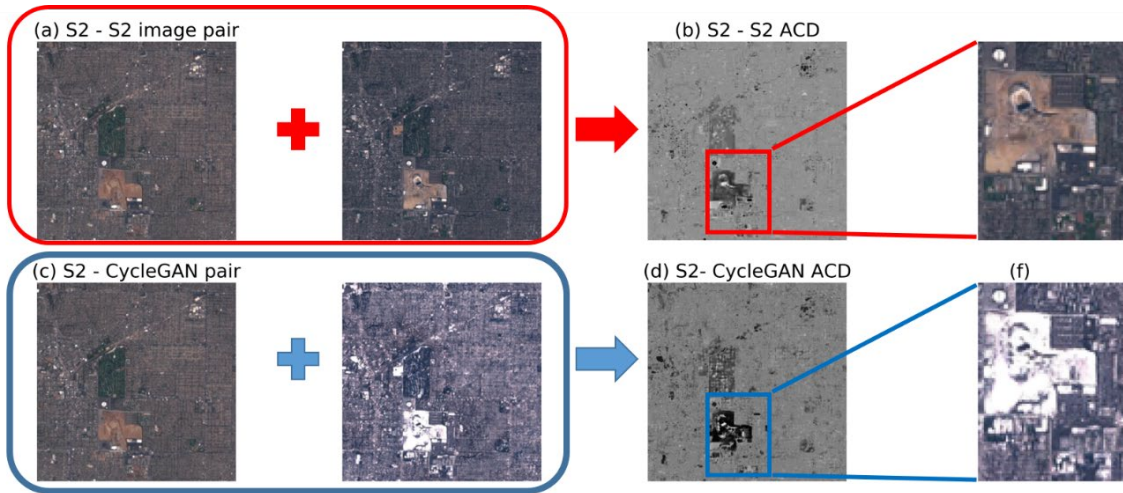 (a) S2 - S2 image pair
(b) S2 - S2 ACD
(c) S2 - CycleGAN pair
(d) S2- CycleGAN ACD
(f)